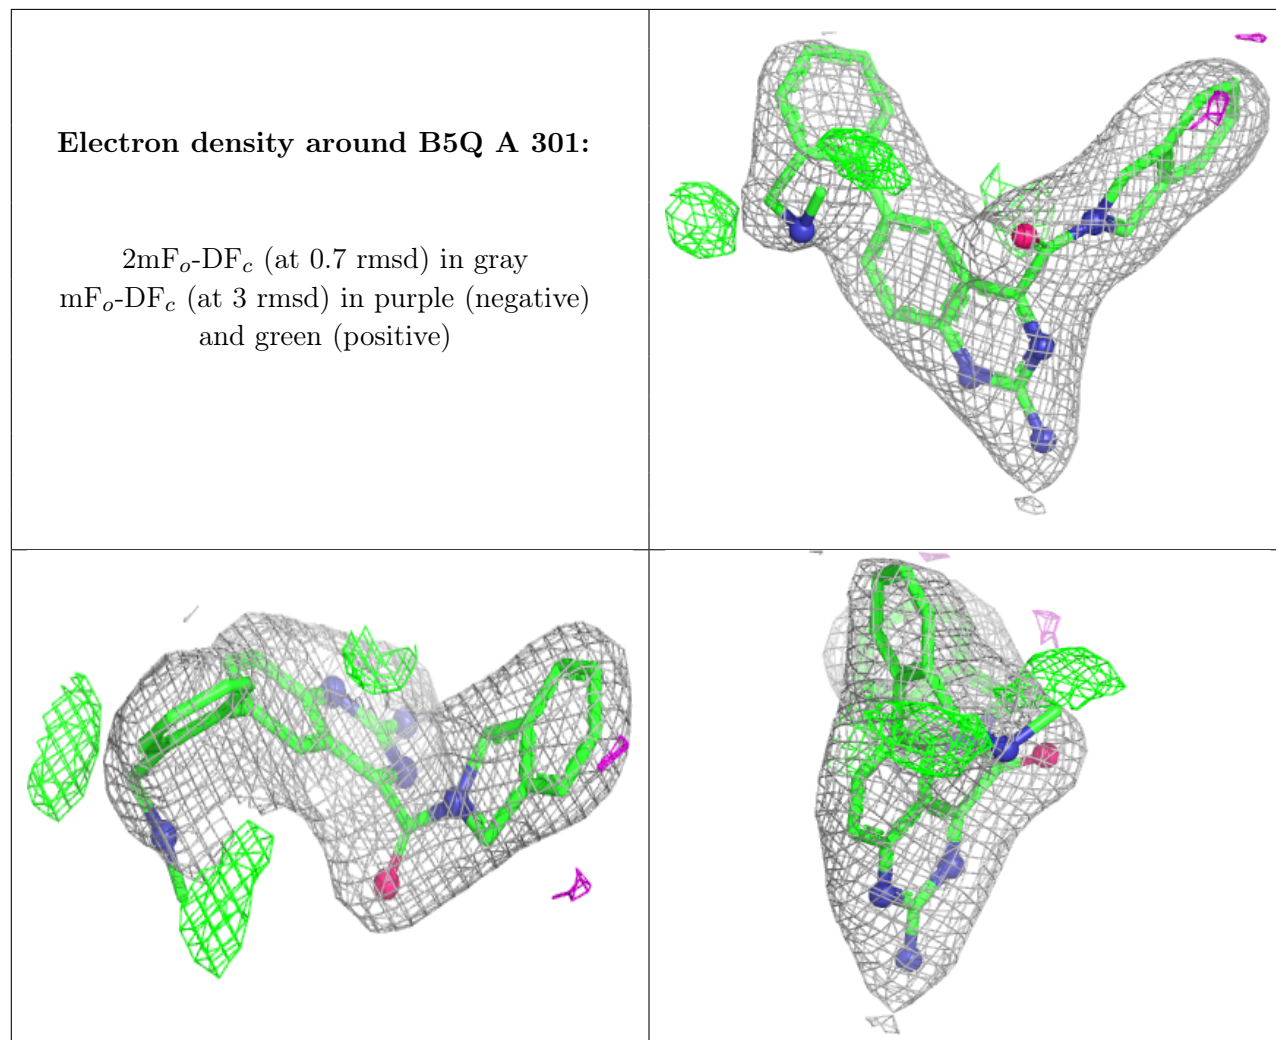 Electron density around B5Q A 301:
2mFo-DFc (at 0.7 rmsd) in gray
mFo-DFc (at 3 rmsd) in purple (negative)
and green (positive)